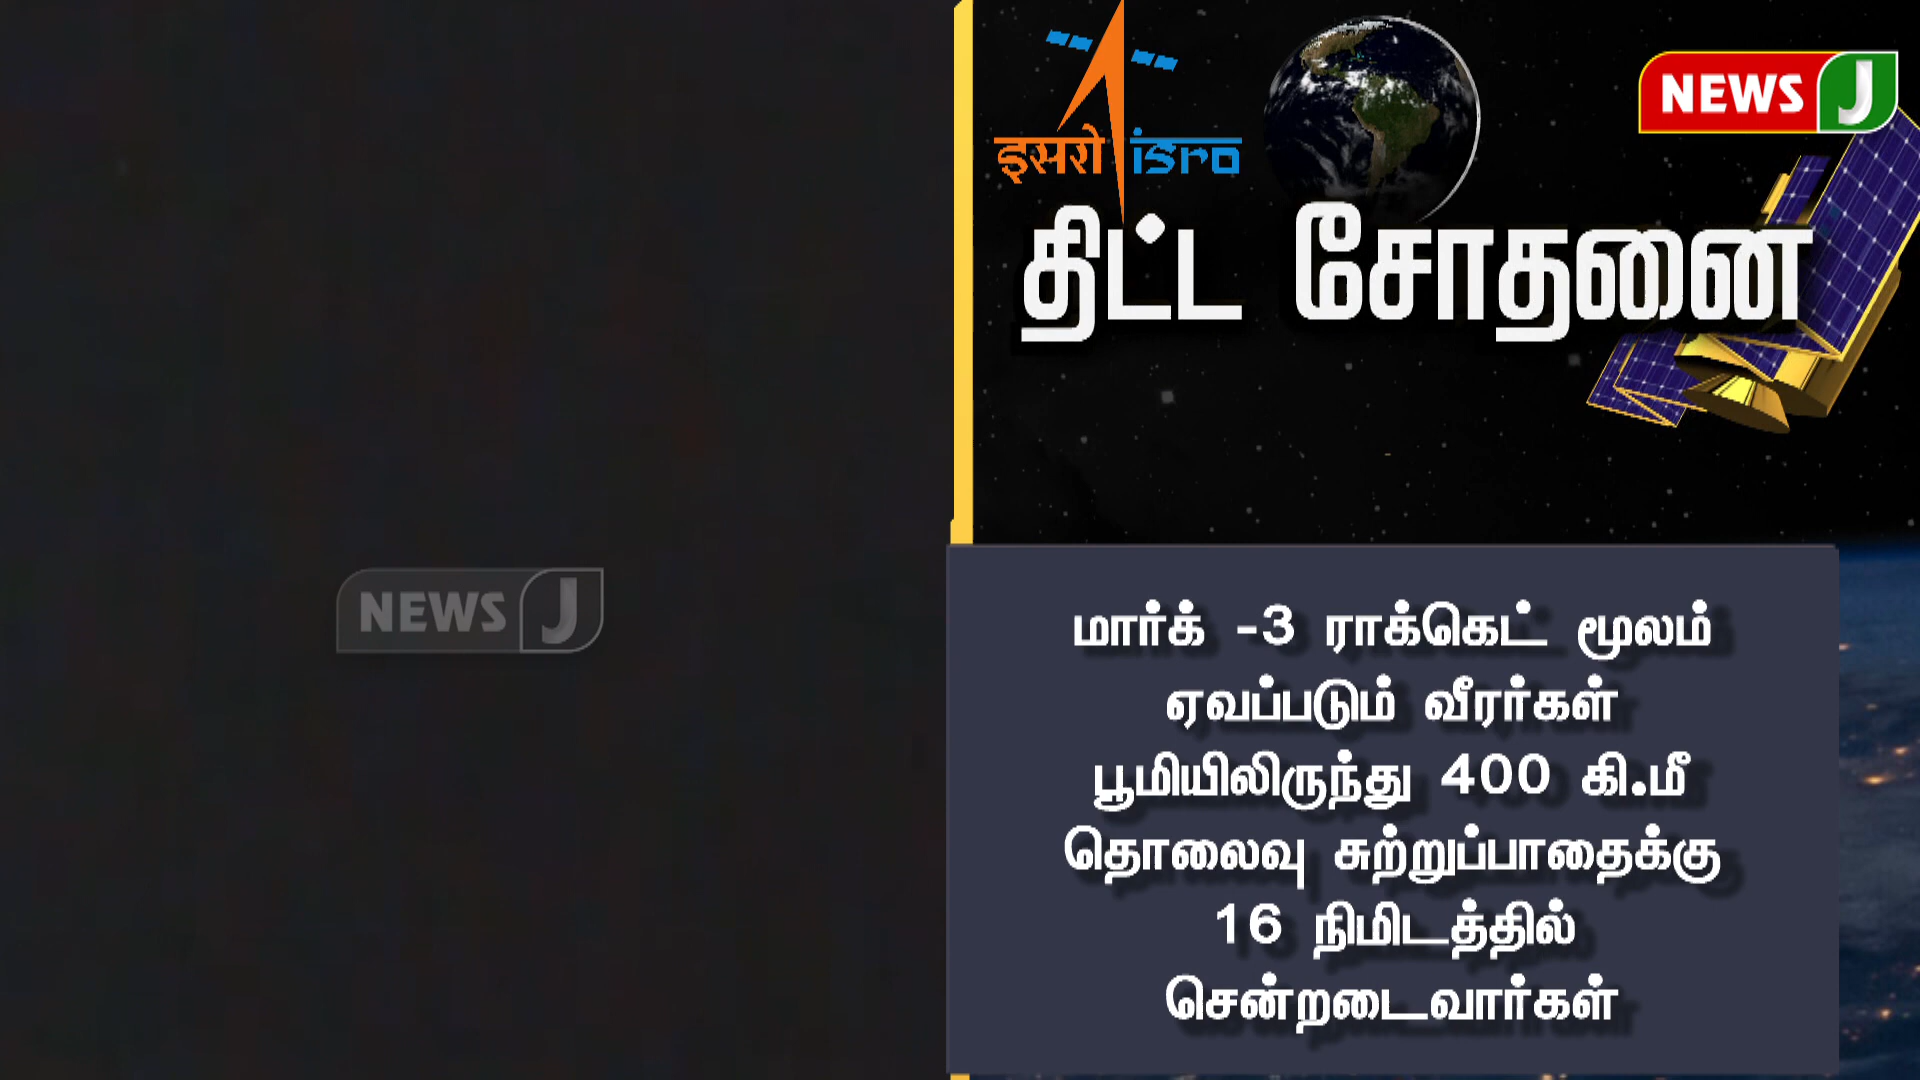 इसरो isro
NEWS J
திட்ட சோதனை
NEWS J
மார்க் -3 ராக்கெட் மூலம்
ஏவப்படும் வீரர்கள்
பூமியிலிருந்து 400 கி.மீ
தொலைவு சுற்றுப்பாதைக்கு
16 நிமிடத்தில்
சென்றடைவார்கள்